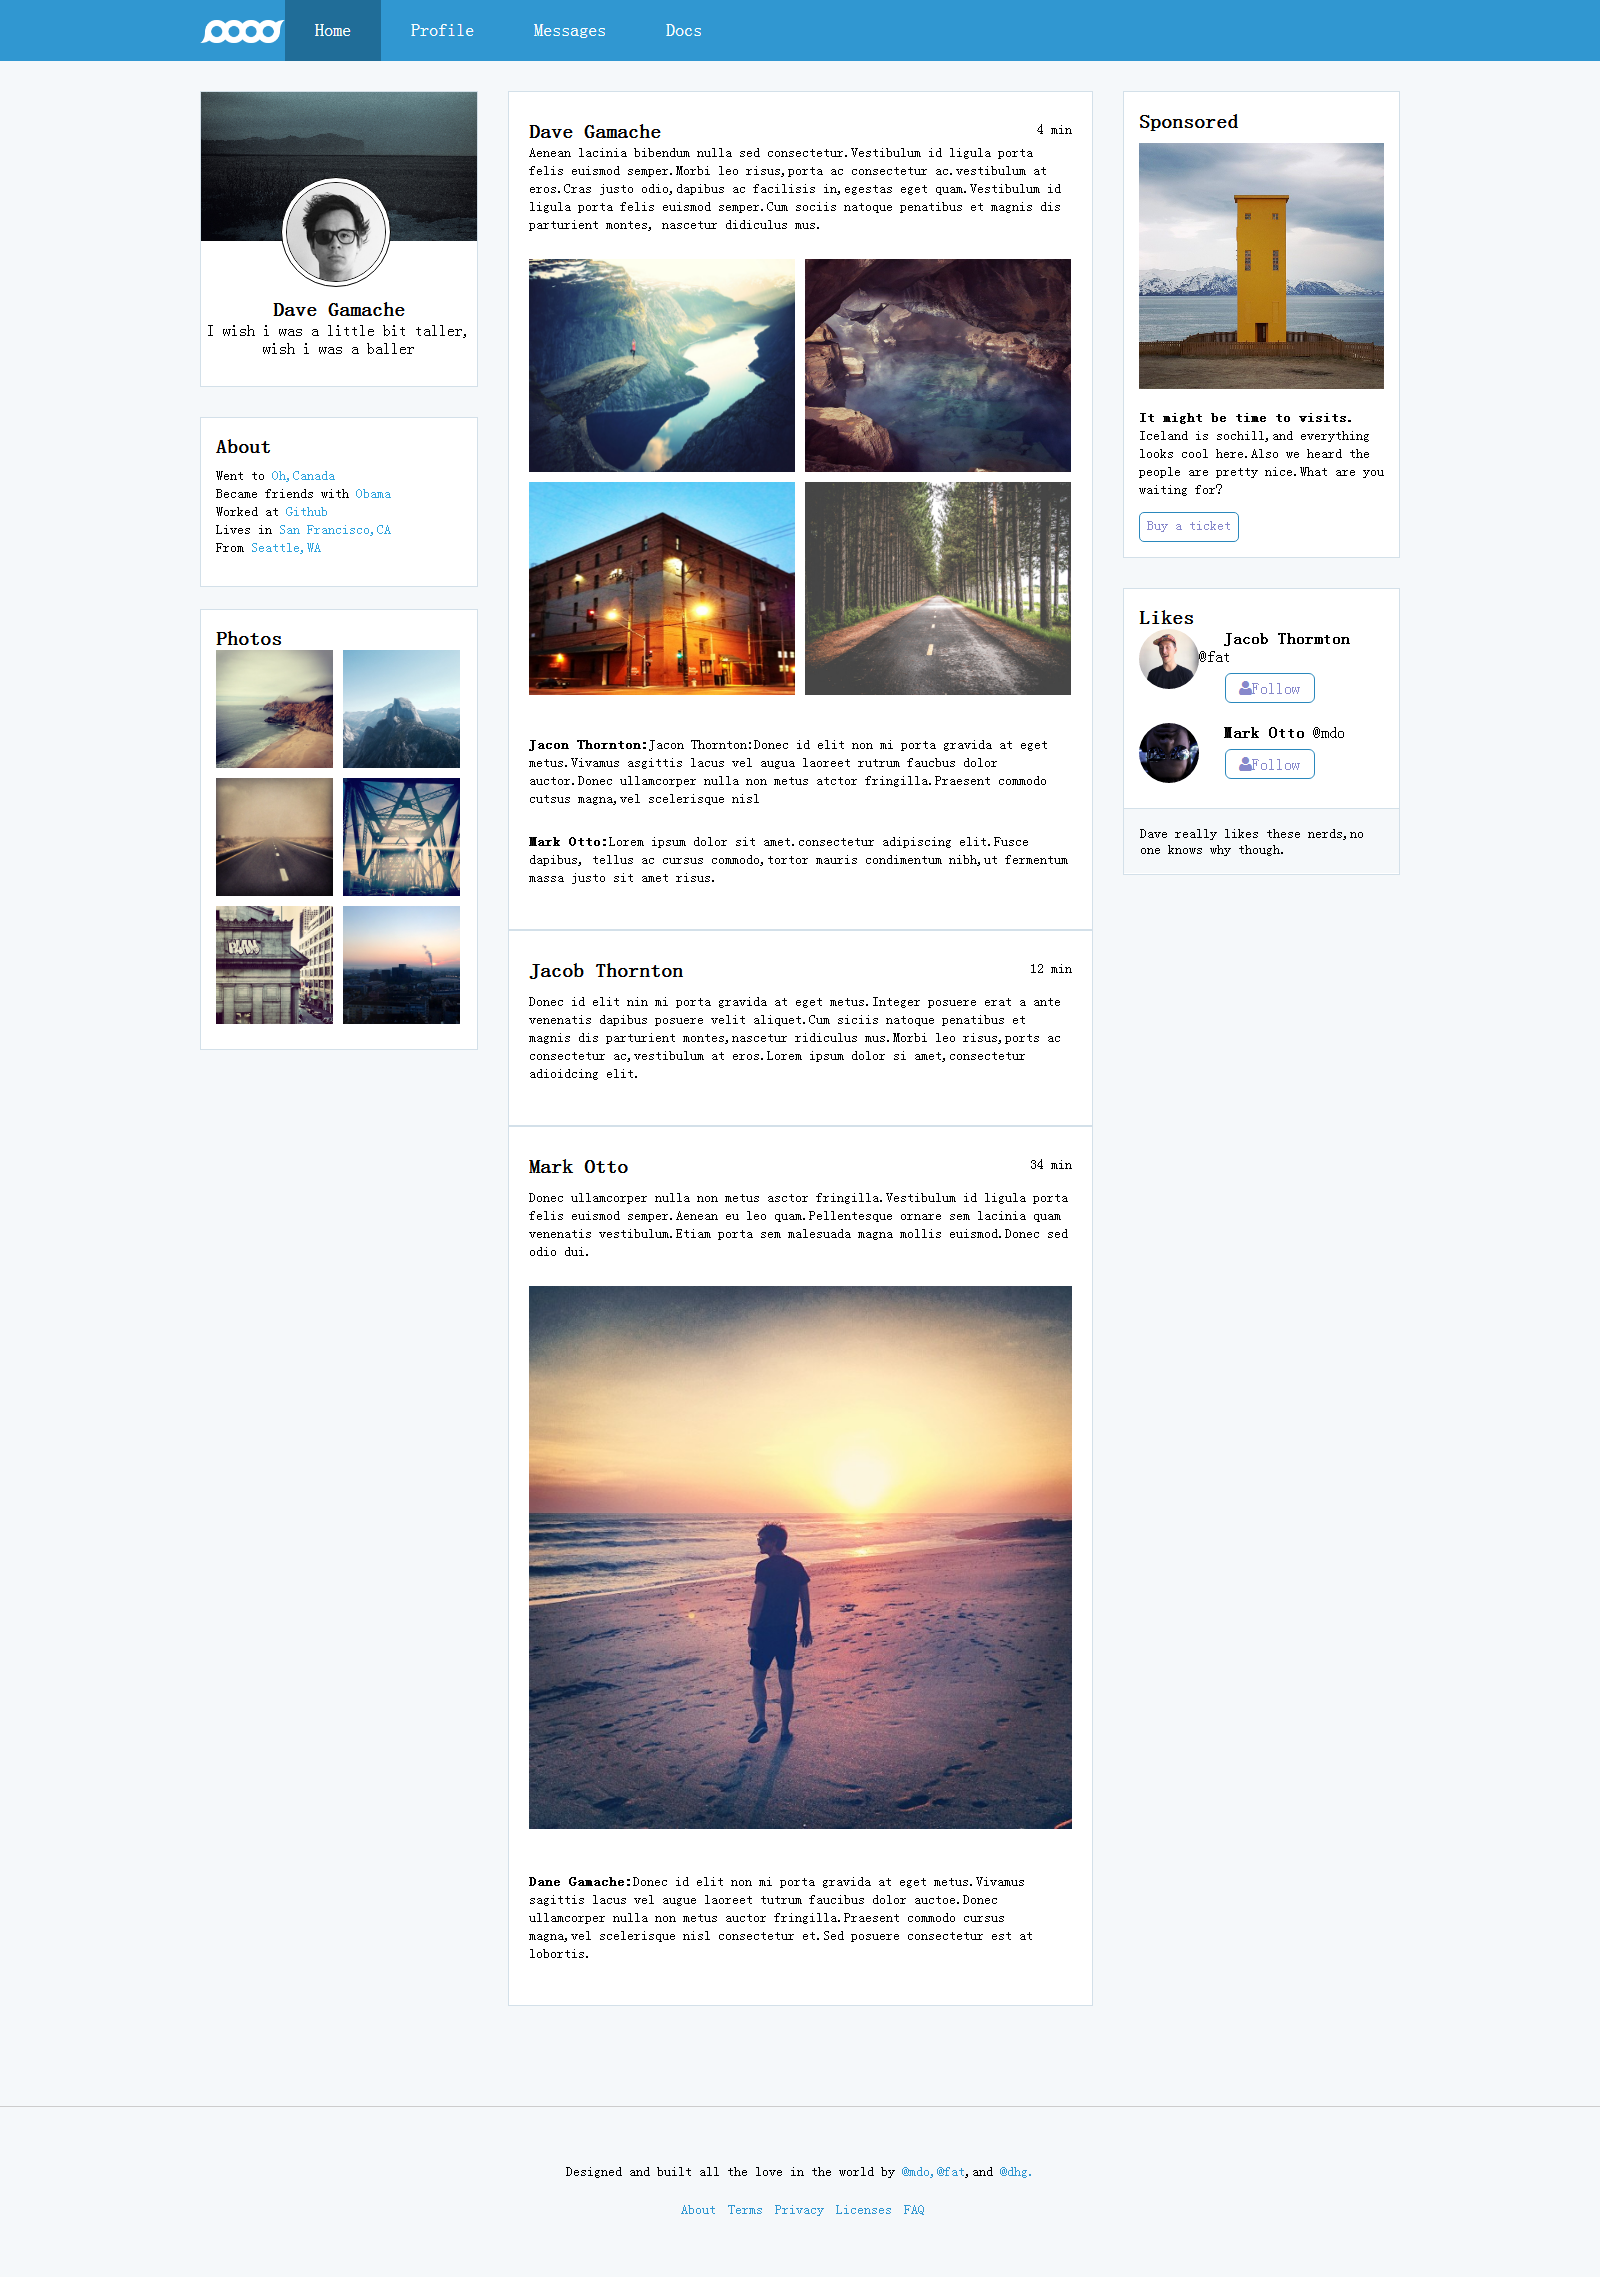 Home Profile Messages Docs
Dave Gamache
I wish i was a little bit taller,
wish i was a baller
About
Went to Oh,Canada
Became friends with Obama
Worked at Github
Lives in San Francisco,CA
From Seattle,WA
Photos
PLAN
Dave Gamache 4 min
Aenean lacinia bibendum nulla sed consectetur.Vestibulum id ligula porta
felis euismod semper.Morbi leo risus,porta ac consectetur ac.vestibulum at
eros.Cras justo odio,dapibus ac facilisis in,egestas eget quam.Vestibulum id
ligula porta felis euismod semper.Cum sociis natoque penatibus et magnis dis
parturient montes, nascetur didiculus mus.
Jacon Thornton:Jacon Thornton:Donec id elit non mi porta gravida at eget
metus.Vivamus asgittis lacus vel augua laoreet rutrum faucbus dolor
auctor.Donec ullamcorper nulla non metus atctor fringilla.Praesent commodo
cutsus magna,vel scelerisque nisl
Mark Otto:Lorem ipsum dolor sit amet.consectetur adipiscing elit.Fusce
dapibus, tellus ac cursus commodo,tortor mauris condimentum nibh,ut fermentum
massa justo sit amet risus.
Jacob Thornton 12 min
Donec id elit nin mi porta gravida at eget metus.Integer posuere erat a ante
venenatis dapibus posuere velit aliquet.Cum siciis natoque penatibus et
magnis dis parturient montes,nascetur ridiculus mus.Morbi leo risus,ports ac
consectetur ac,vestibulum at eros.Lorem ipsum dolor si amet,consectetur
adioidcing elit.
Mark Otto 34 min
Donec ullamcorper nulla non metus asctor fringilla.Vestibulum id ligula porta
felis euismod semper.Aenean eu leo quam.Pellentesque ornare sem lacinia quam
venenatis vestibulum.Etiam porta sem malesuada magna mollis euismod.Donec sed
odio dui.
Dane Gamache:Donec id elit non mi porta gravida at eget metus.Vivamus
sagittis lacus vel augue laoreet tutrum faucibus dolor auctoe.Donec
ullamcorper nulla non metus auctor fringilla.Praesent commodo cursus
magna,vel scelerisque nisl consectetur et.Sed posuere consectetur est at
lobortis.
Sponsored
It might be time to visits.
Iceland is sochill,and everything
looks cool here.Also we heard the
people are pretty nice.What are you
waiting for?
Buy a ticket
Likes
Jacob Thormton
@fat
Follow
Mark Otto @mdo
Follow
Dave really likes these nerds,no
one knows why though.
Designed and built all the love in the world by @mdo,@fat,and @dhg.
About Terms Privacy Licenses FAQ